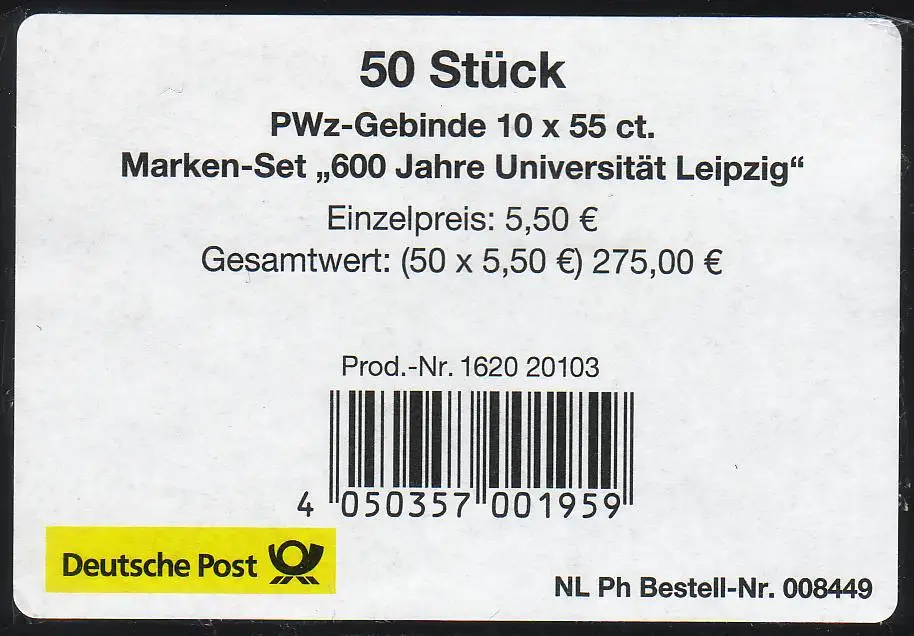 50 Stück
PWz-Gebinde 10 x 55 ct.
Marken-Set „600 Jahre Universität Leipzig“
Einzelpreis: 5,50 €
Gesamtwert: (50 x 5,50 €) 275,00 €
Prod.-Nr. 1620 20103
4 050357 001959
Deutsche Post
NL Ph Bestell-Nr. 008449